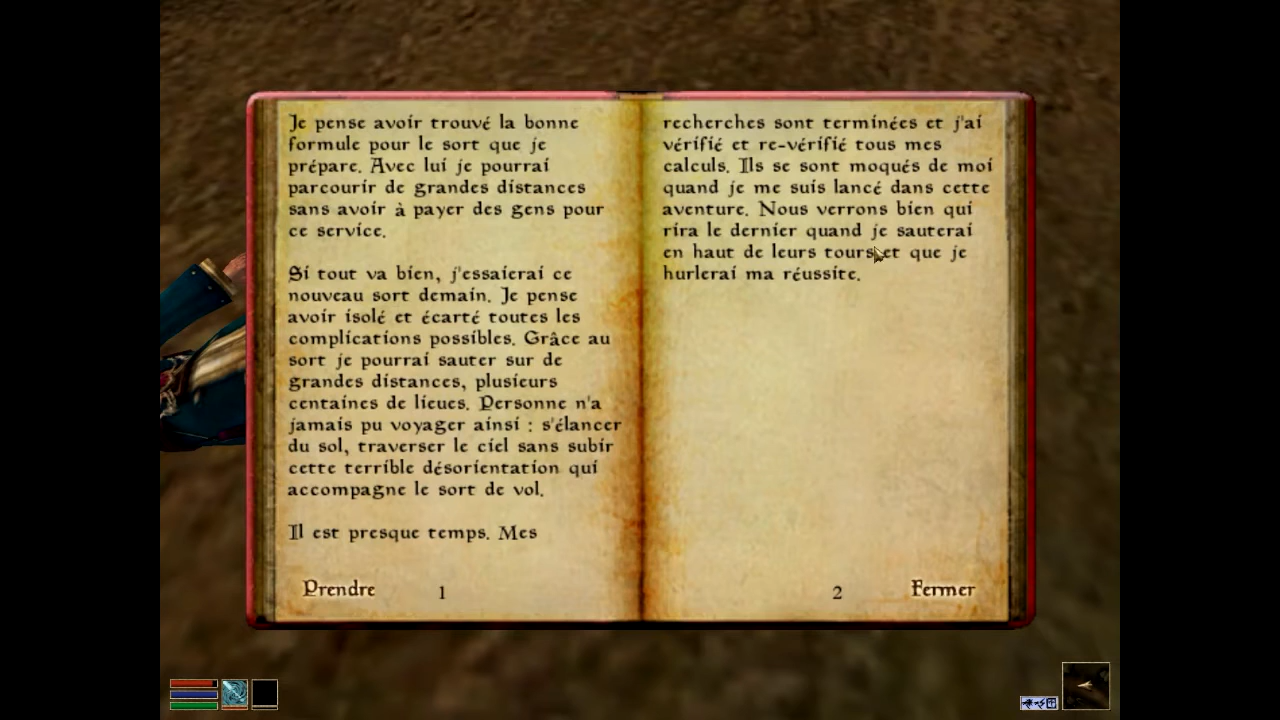 Je pense avoir trouvé la bonne
formule pour le sort que je
prépare. Avec lui je pourrai
parcourir de grandes distances
sans avoir à payer des gens pour
ce service.
Si tout va bien, j'essaierai ce
nouveau sort demain. Je pense
avoir isolé et écarté toutes les
complications possibles. Grâce au
sort je pourrai sauter sur de
grandes distances, plusieurs
centaines de lieues. Personne n'a
jamais pu voyager ainsi : s'élancer
du sol, traverser le ciel sans subir
cette terrible désorientation qui
accompagne le sort de vol.
Il est presque temps. Mes
Prendre
1
recherches sont terminées et j'ai
vérifié et re-vérifié tous mes
calculs. Ils se sont moqués de moi
quand je me suis lancé dans cette
aventure. Nous verrons bien qui
rira le dernier quand je sauterai
en haut de leurs tours et que je
hurlerai ma réussite.
2
Fermer